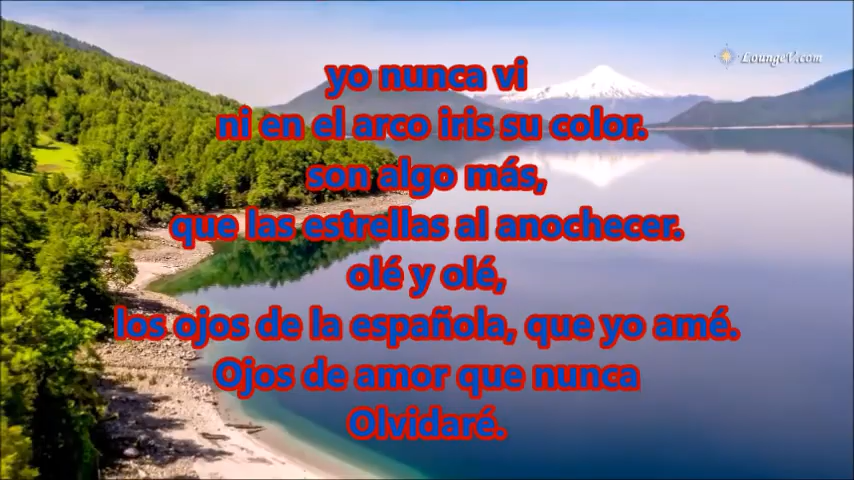 LoungeV.com
yo nunca vi
ni en el arco iris su color.
son algo más,
que las estrellas al anochecer.
olé y olé,
los ojos de la española, que yo amé.
Ojos de amor que nunca
Olvidaré.